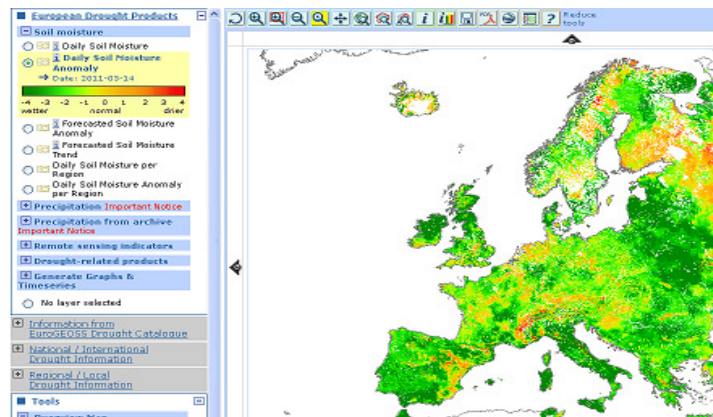 European Drought Products
Soil moisture
Daily Soil Moisture
Daily Soil Moisture
Anomaly
Date: 2011-03-14
-4 -3 -2 -1 0 1 2 3 4
wetter normal drier
Forecasted Soil Moisture
Anomaly
Forecasted Soil Moisture
Trend
Daily Soil Moisture per
Region
Daily Soil Moisture Anomaly
per Region
Precipitation Important Notice
Precipitation from archive
Important Notice
Remote sensing indicators
Drought-related products
Generate Graphs &
Timeseries
No layer selected
Information from
EuroGEOSS Drought Catalogue
National / International
Drought Information
Regional / Local
Drought Information
Tools
Reduce
tools